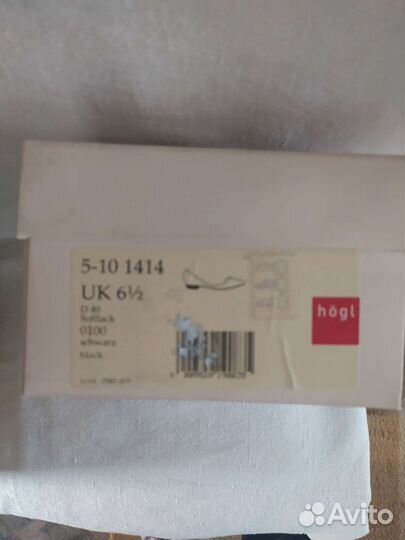 5-10 1414
UK 6½
D 40
Softlack
0100
schwarz
black
högl
Avito